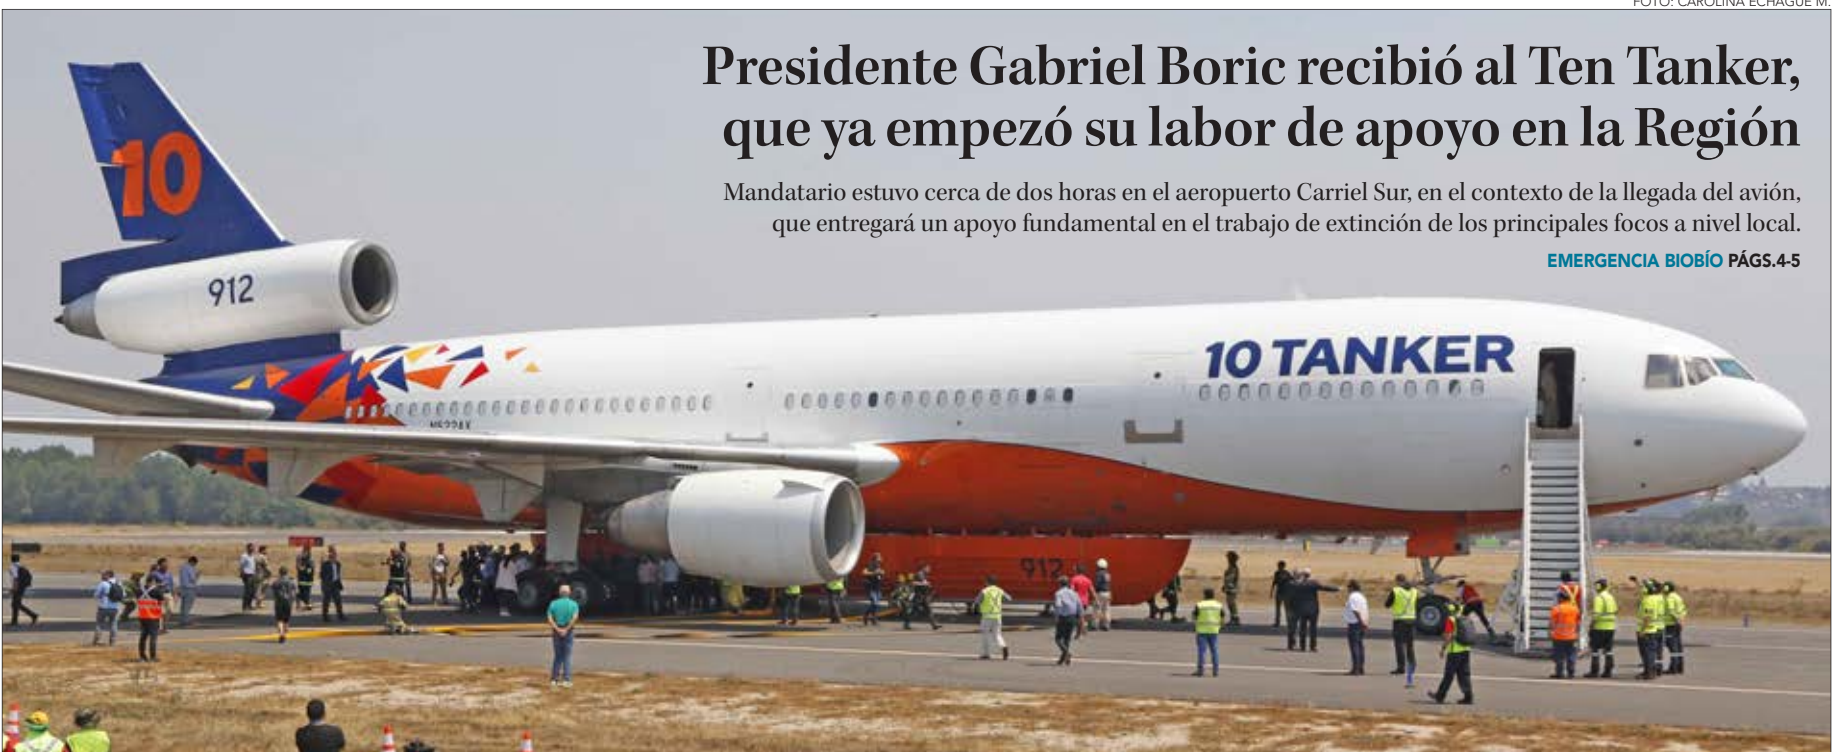 FOTO: CAROLINA ECHAGÜE M.
Presidente Gabriel Boric recibió al Ten Tanker,
que ya empezó su labor de apoyo en la Región
Mandatario estuvo cerca de dos horas en el aeropuerto Carriel Sur, en el contexto de la llegada del avión,
que entregará un apoyo fundamental en el trabajo de extinción de los principales focos a nivel local.
EMERGENCIA BIOBÍO PÁGS.4-5
10
912
10 TANKER
912